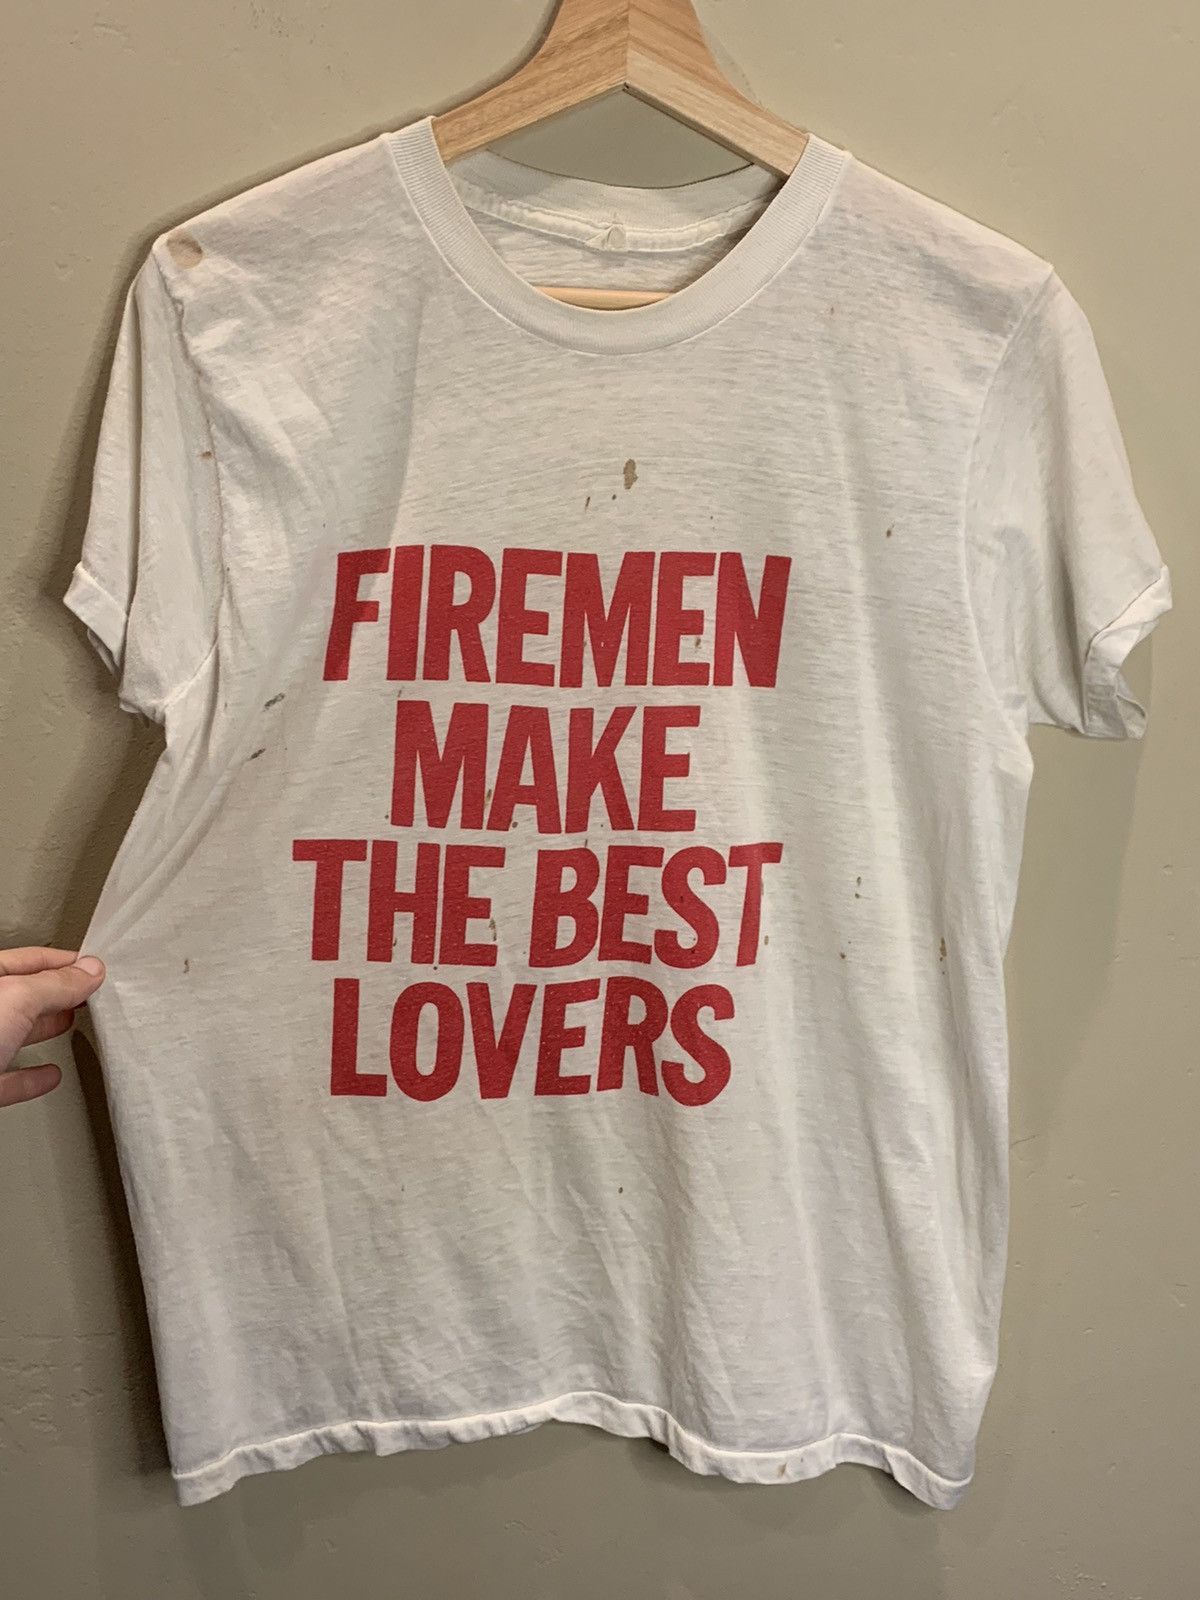 FIREMEN
MAKE
THE BEST
LOVERS